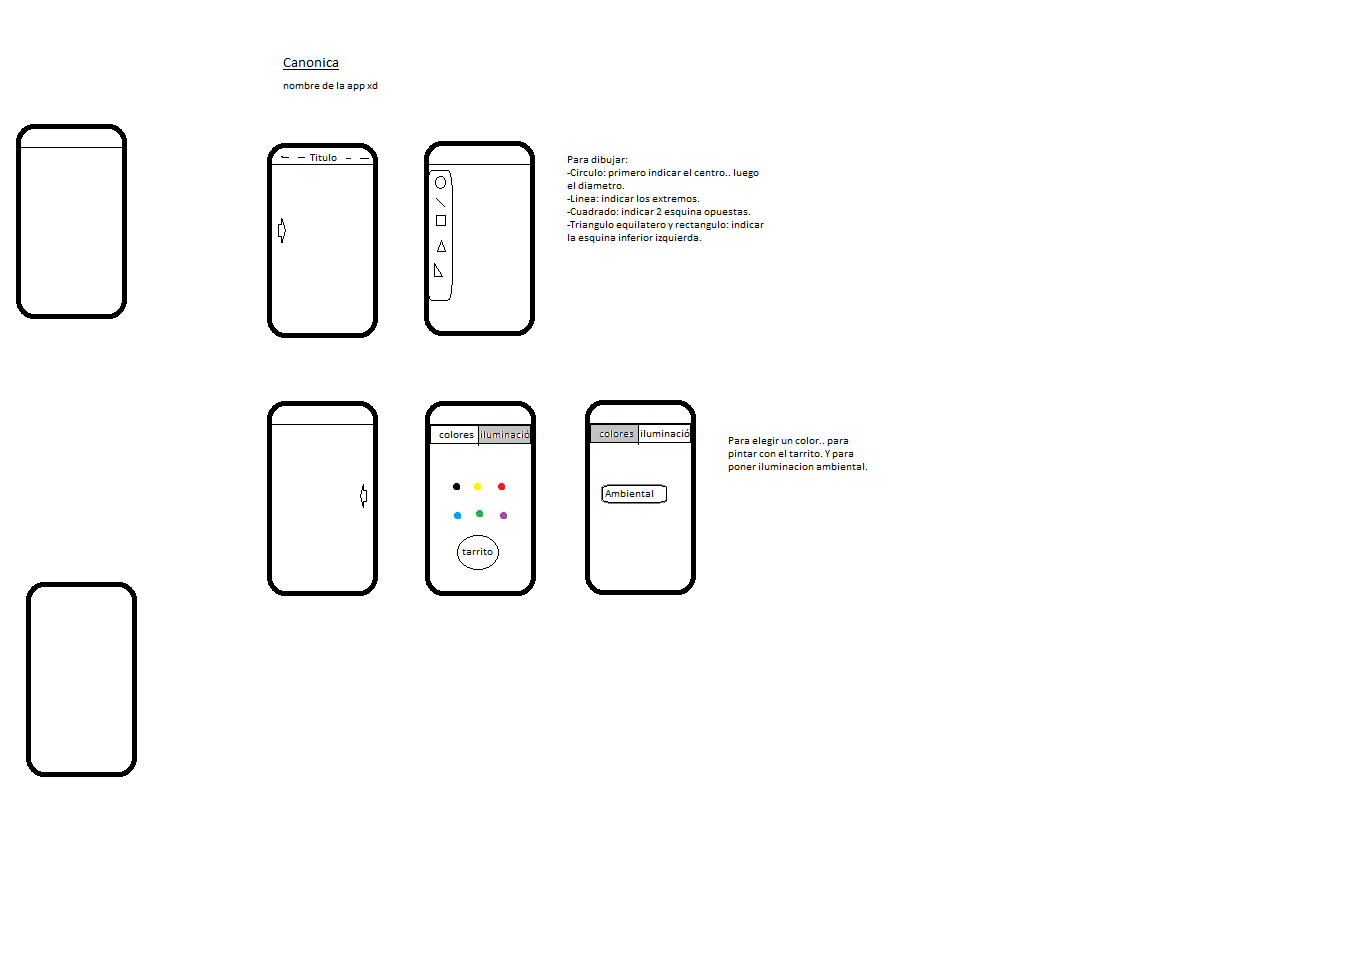 Canonica
nombre de la app xd
Titulo
Para dibujar:
-Circulo: primero indicar el centro.. luego
el diametro.
-Linea: indicar los extremos.
-Cuadrado: indicar 2 esquina opuestas.
-Triangulo equilatero y rectangulo: indicar
la esquina inferior izquierda.
colores iluminació
tarrito
colores iluminació
Ambiental
Para elegir un color.. para
pintar con el tarrito. Y para
poner iluminacion ambiental.